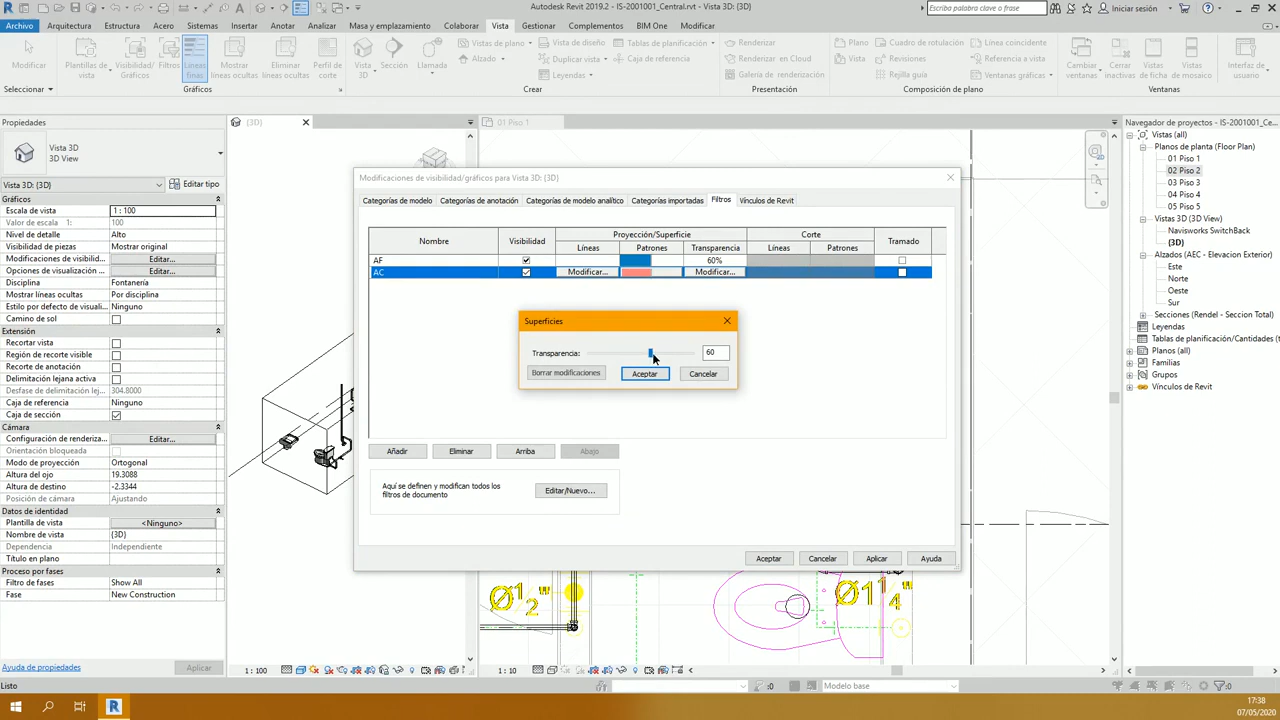 Autodesk Revit 2019.2 - IS-2001001_Central.rvt - Vista 3D: {3D}
Escriba palabra clave o frase
Iniciar sesión
Archivo Arquitectura Estructura Acero Sistemas Insertar Anotar Analizar Masa y emplazamiento Colaborar Vista Gestionar Complementos BIM One Modificar
Modificar
Plantillas de vista
Visibilidad/ Gráficos
Filtros
Líneas finas
Mostrar líneas ocultas
Eliminar líneas ocultas
Perfil de corte
Vista 3D
Sección
Llamada
Vistas de plano
Alzado
Vista de diseño
Duplicar vista
Leyendas
Tablas de planificación
Caja de referencia
Renderizar
Renderizar en Cloud
Galería de renderización
Plano
Vista
Cuadro de rotulación
Revisiones
Rejilla guía
Línea coincidente
Referencia a vista
Ventanas gráficas
Cambiar ventanas
Cerrar inactivas
Vistas de ficha
Vistas de mosaico
Interfaz de usuario
Seleccionar
Gráficos
Crear
Presentación
Composición de plano
Ventanas
Propiedades
Vista 3D
3D View
Vista 3D: {3D}
Editar tipo
Gráficos
Escala de vista 1 : 100
Valor de escala 1: 100
Nivel de detalle Alto
Visibilidad de piezas Mostrar original
Modificaciones de visibilid... Editar...
Opciones de visualización ... Editar...
Disciplina Fontanería
Mostrar líneas ocultas Por disciplina
Estilo por defecto de visuali... Ninguno
Camino de sol
Extensión
Recortar vista
Región de recorte visible
Recorte de anotación
Delimitación lejana activa
Desfase de delimitación lej... 304.8000
Caja de referencia Ninguno
Caja de sección
Cámara
Configuración de renderiza... Editar...
Orientación bloqueada
Modo de proyección Ortogonal
Altura del ojo 19.3088
Altura de destino -2.3344
Posición de cámara Ajustando
Datos de identidad
Plantilla de vista <Ninguno>
Nombre de vista {3D}
Dependencia Independiente
Título en plano
Proceso por fases
Filtro de fases Show All
Fase New Construction
Ayuda de propiedades
Aplicar
{3D}
01 Piso 1
Modificaciones de visibilidad/gráficos para Vista 3D: {3D}
Categorías de modelo Categorías de anotación Categorías de modelo analítico Categorías importadas Filtros Vínculos de Revit
Nombre Visibilidad Proyección/Superficie Corte Tramado
Líneas Patrones Transparencia Líneas Patrones
AF 60%
AC Modificar... Modificar...
Superficies
Transparencia: 60
Borrar modificaciones Aceptar Cancelar
Añadir Eliminar Arriba Abajo
Aquí se definen y modifican todos los
filtros de documento
Editar/Nuevo...
Aceptar Cancelar Aplicar Ayuda
Ø1/2"
Ø1 1/4"
Navegador de proyectos - IS-2001001_Ce...
Vistas (all)
Planos de planta (Floor Plan)
01 Piso 1
02 Piso 2
03 Piso 3
04 Piso 4
05 Piso 5
Vistas 3D (3D View)
Navisworks SwitchBack
{3D}
Alzados (AEC - Elevacion Exterior)
Este
Norte
Oeste
Sur
Secciones (Rendel - Seccion Total)
Leyendas
Tablas de planificación/Cantidades
Planos (all)
Familias
Grupos
Vínculos de Revit
1 : 100
1 : 10
Listo
:0
Modelo base
:0
17:38
07/05/2020